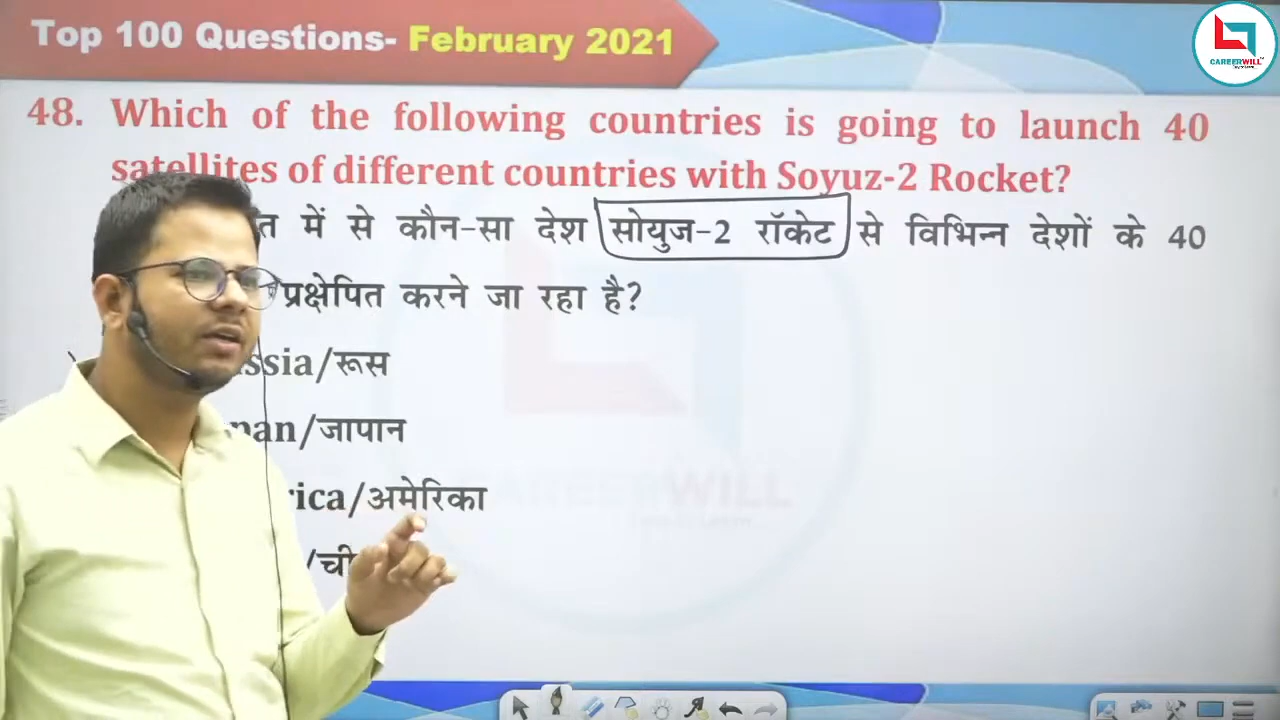 Top 100 Questions- February 2021
CAREERWILL
48. Which of the following countries is going to launch 40
satellites of different countries with Soyuz-2 Rocket?
में से कौन-सा देश सोयुज-2 रॉकेट से विभिन्न देशों के 40
प्रक्षेपित करने जा रहा है?
ssia/रूस
pan/जापान
rica/अमेरिका
/ची
CAREERWILL